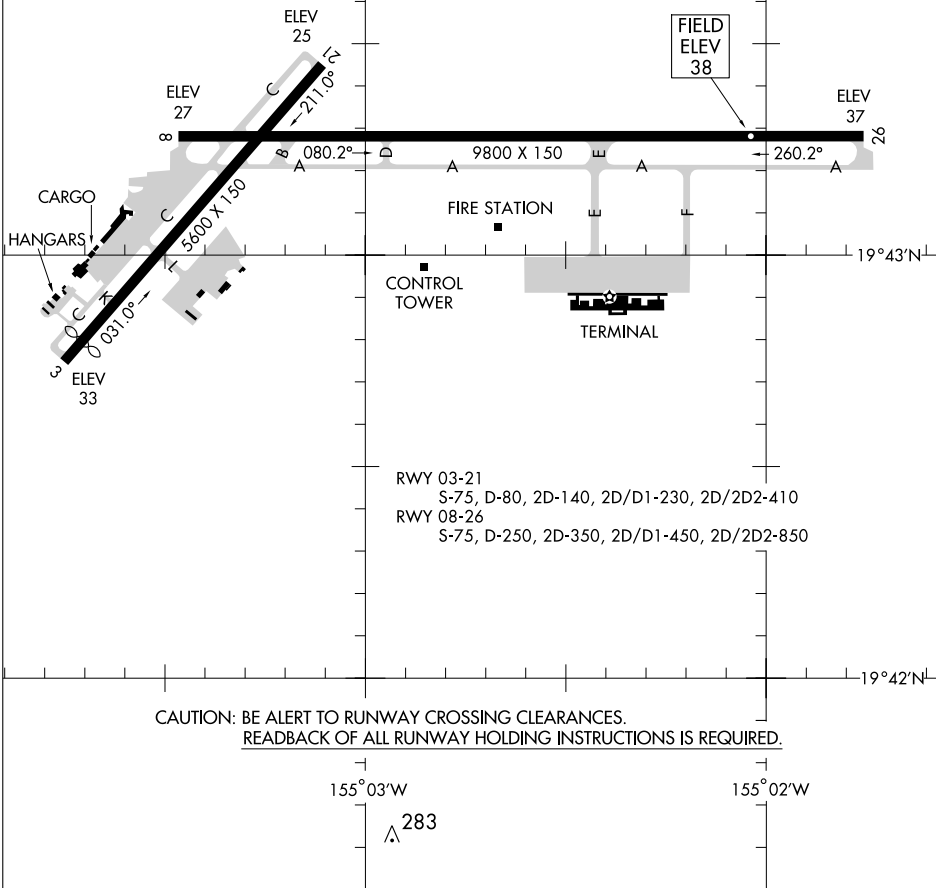 ELEV
25
FIELD
ELEV
38
21
ELEV
27
ELEV
37
C
211.0°
8
26
B
080.2°
D
9800 X 150
E
260.2°
A
A
A
A
CARGO
5600 X 150
C
E
F
FIRE STATION
HANGARS
L
19°43'N
CONTROL
TOWER
K
C
031.0°
TERMINAL
3
ELEV
33
RWY 03-21
S-75, D-80, 2D-140, 2D/D1-230, 2D/2D2-410
RWY 08-26
S-75, D-250, 2D-350, 2D/D1-450, 2D/2D2-850
19°42'N
CAUTION: BE ALERT TO RUNWAY CROSSING CLEARANCES.
READBACK OF ALL RUNWAY HOLDING INSTRUCTIONS IS REQUIRED.
155°03'W
155°02'W
283